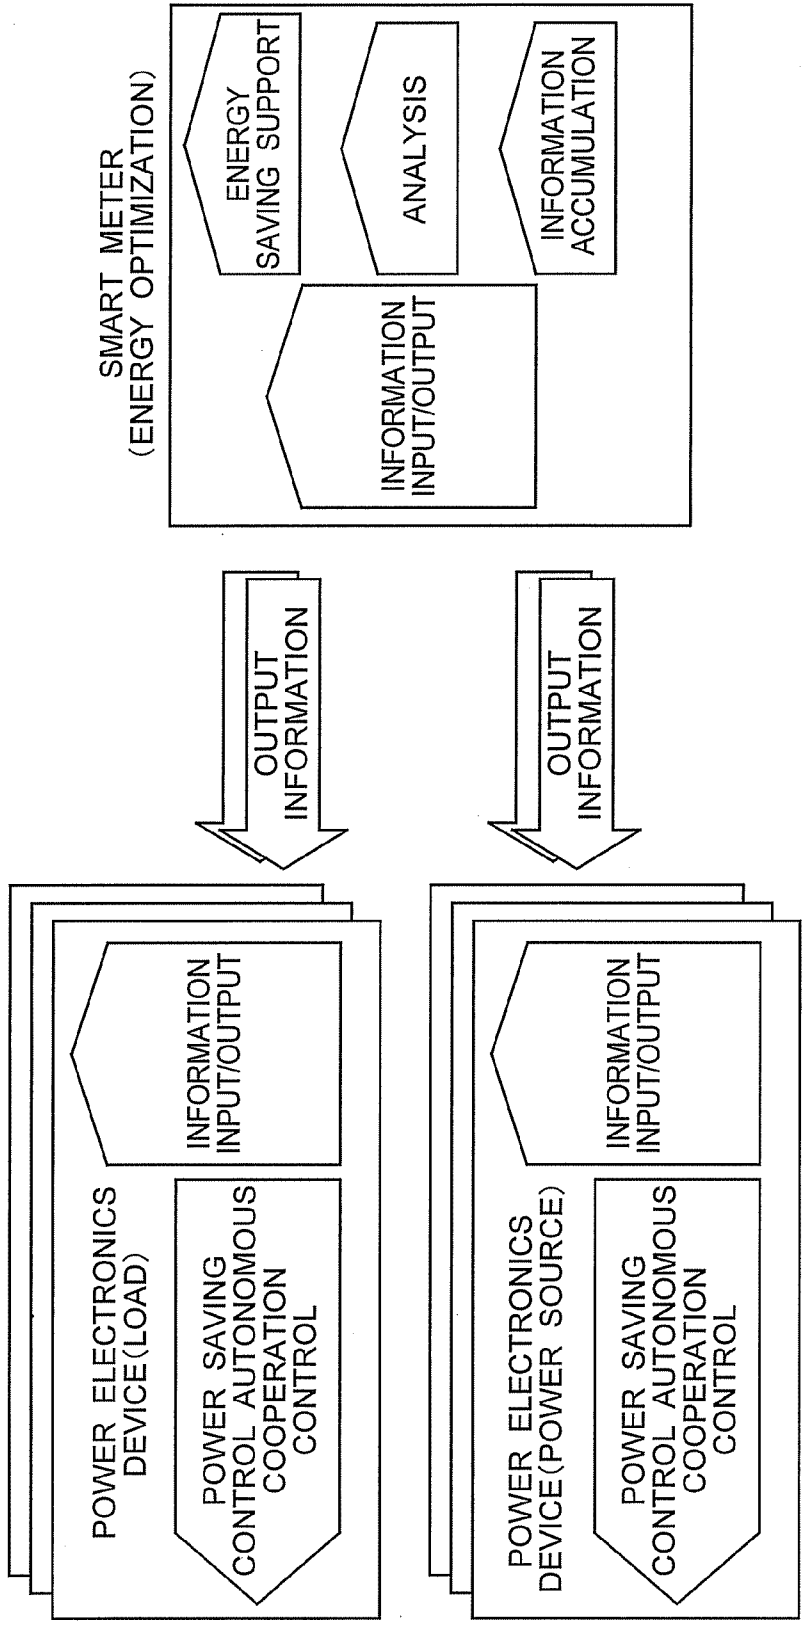 POWER ELECTRONICS
DEVICE(LOAD)
POWER SAVING
CONTROL AUTONOMOUS
COOPERATION
CONTROL
INFORMATION
INPUT/OUTPUT
OUTPUT
INFORMATION
SMART METER
(ENERGY OPTIMIZATION)
INFORMATION
INPUT/OUTPUT
ENERGY
SAVING SUPPORT
ANALYSIS
INFORMATION
ACCUMULATION
POWER ELECTRONICS
DEVICE(POWER SOURCE)
POWER SAVING
CONTROL AUTONOMOUS
COOPERATION
CONTROL
INFORMATION
INPUT/OUTPUT
OUTPUT
INFORMATION